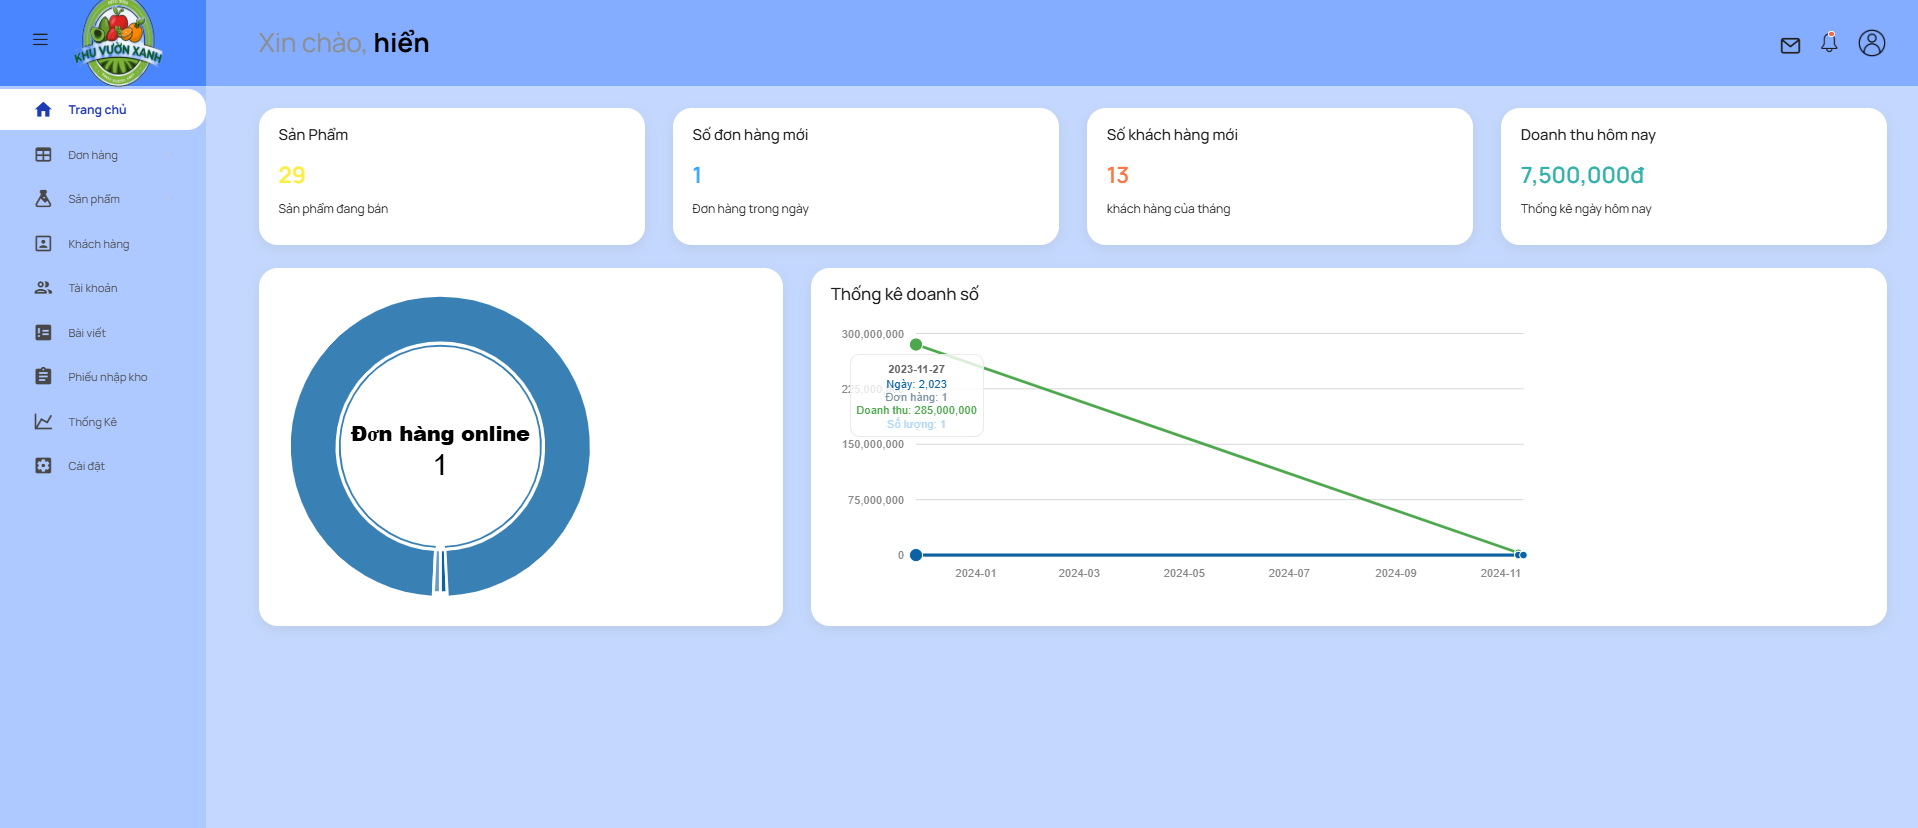 KHU VƯỜN XANH
Xin chào, hiển
Trang chủ
Đơn hàng
Sản phẩm
Khách hàng
Tài khoản
Bài viết
Phiếu nhập kho
Thống Kê
Cài đặt
Sản Phẩm
29
Sản phẩm đang bán
Số đơn hàng mới
1
Đơn hàng trong ngày
Số khách hàng mới
13
khách hàng của tháng
Doanh thu hôm nay
7,500,000đ
Thống kê ngày hôm nay
Đơn hàng online
1
Thống kê doanh số
300,000,000
225,000,000
150,000,000
75,000,000
0
2023-11-27
Ngày: 2,023
Đơn hàng: 1
Doanh thu: 285,000,000
Số lượng: 1
2024-01
2024-03
2024-05
2024-07
2024-09
2024-11